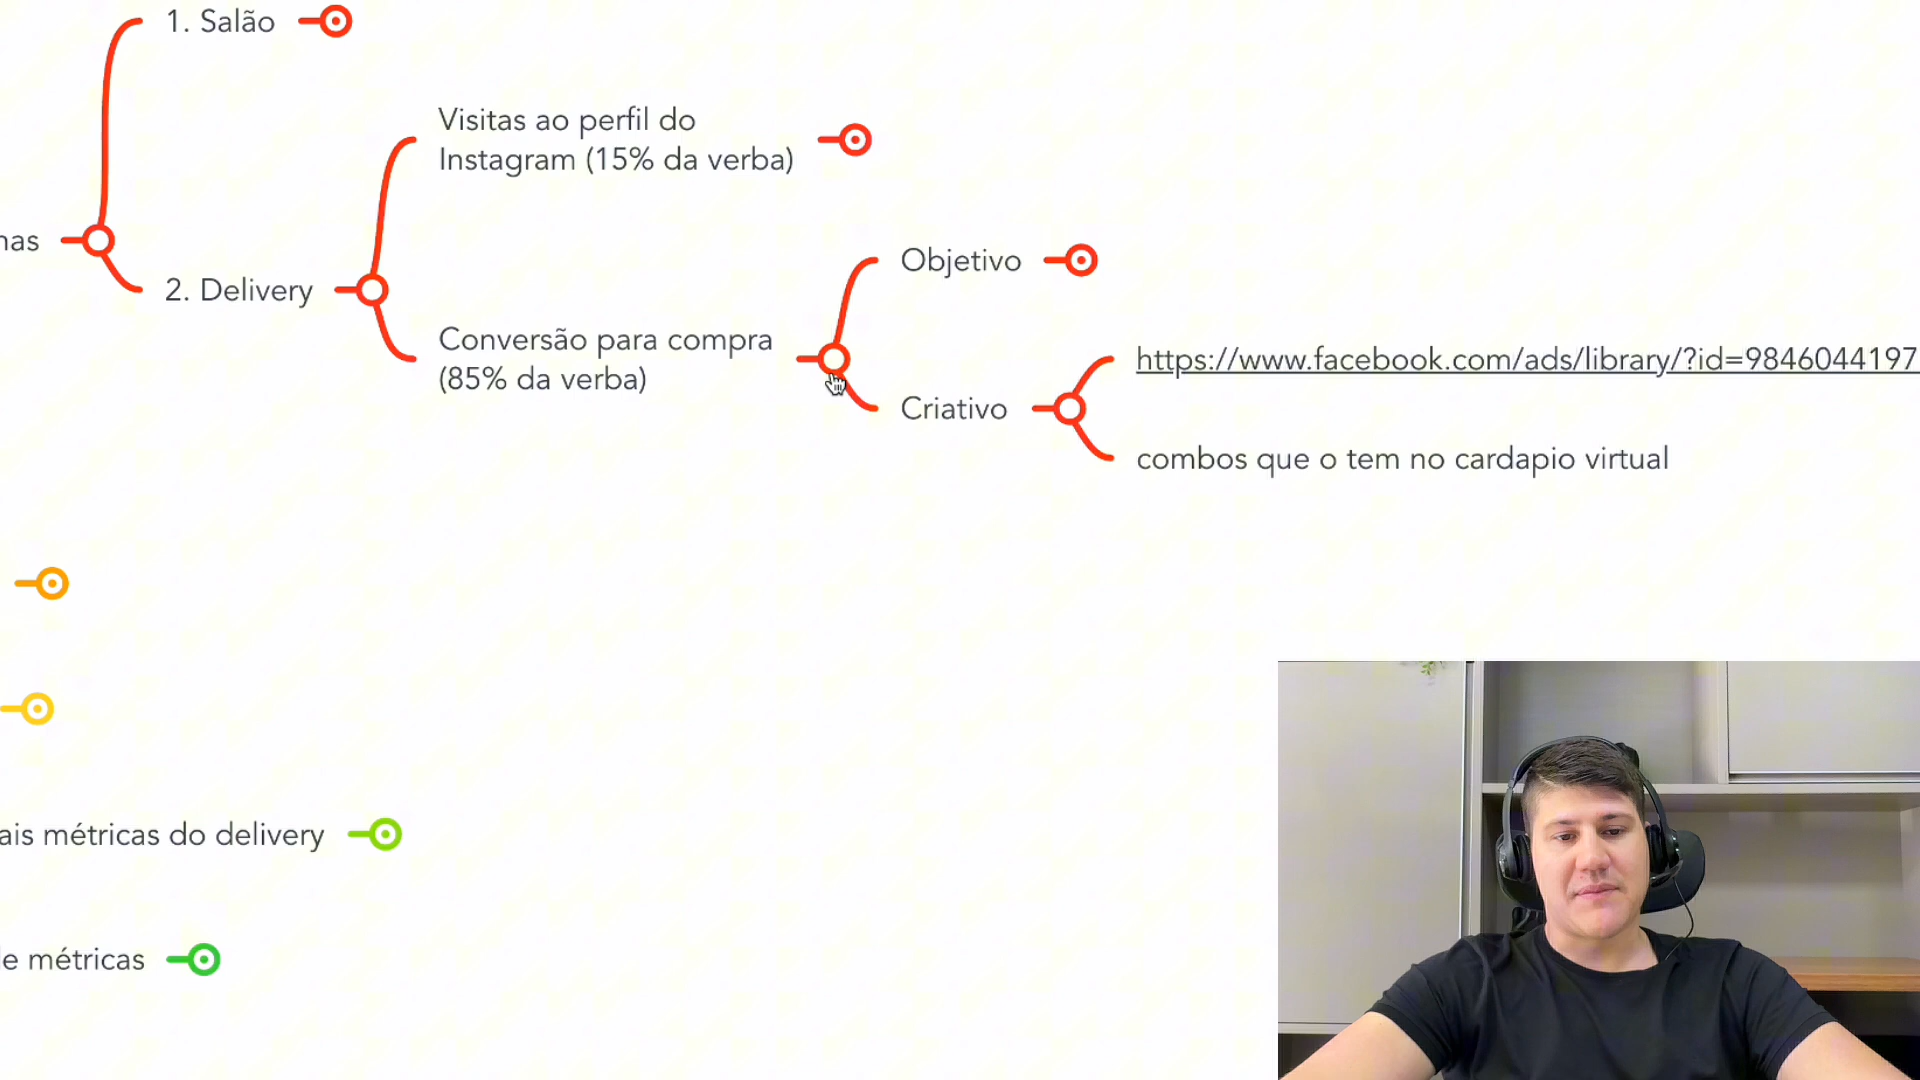 1. Salão
Visitas ao perfil do
Instagram (15% da verba)
nas
Objetivo
2. Delivery
Conversão para compra
(85% da verba)
https://www.facebook.com/ads/library/?id=9846044197
Criativo
combos que o tem no cardapio virtual
ais métricas do delivery
le métricas